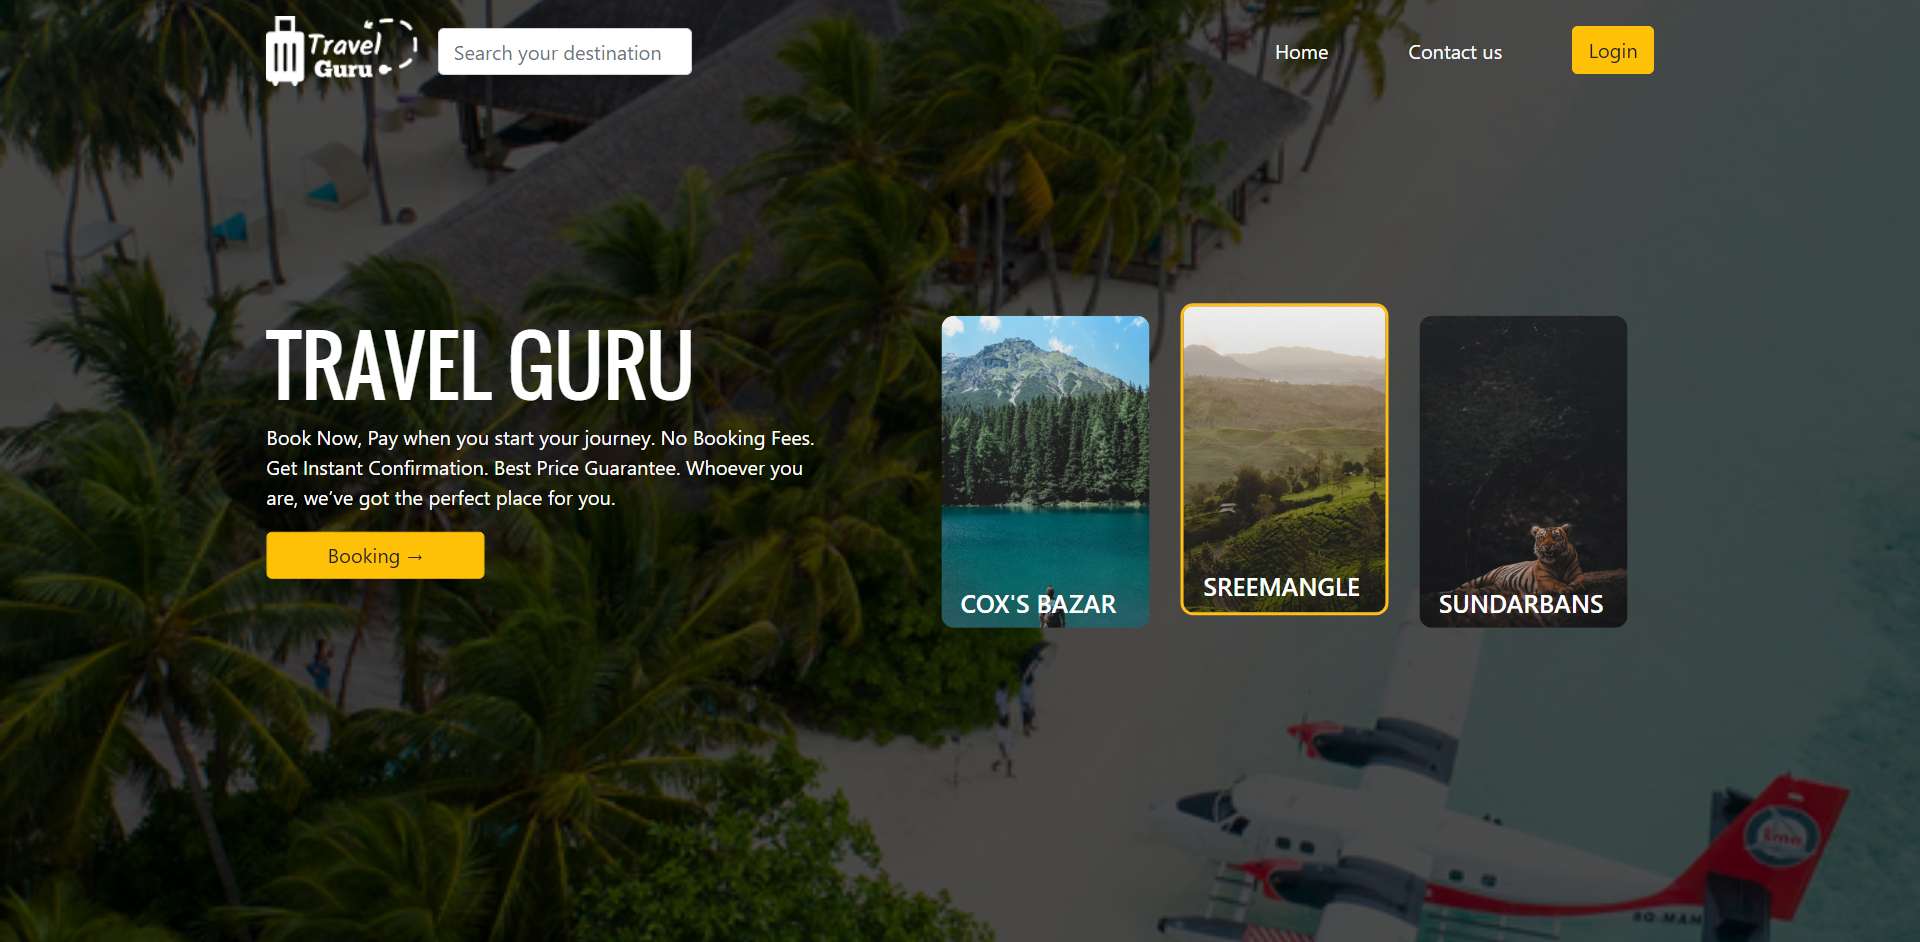 Travel
Guru
Search your destination
Home
Contact us
Login
TRAVEL GURU
Book Now, Pay when you start your journey. No Booking Fees.
Get Instant Confirmation. Best Price Guarantee. Whoever you
are, we’ve got the perfect place for you.
Booking →
COX'S BAZAR
SREEMANGLE
SUNDARBANS
8Q-MAH